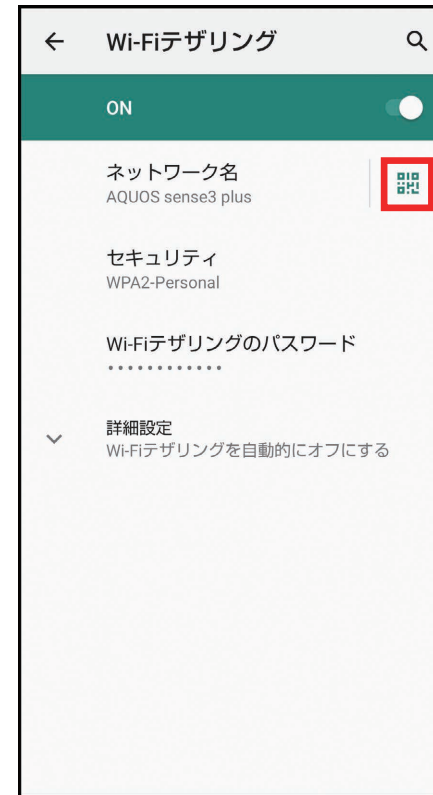 Wi-Fiテザリング
ON
ネットワーク名
AQUOS sense3 plus
セキュリティ
WPA2-Personal
Wi-Fiテザリングのパスワード
••••••••••••
詳細設定
Wi-Fiテザリングを自動的にオフにする